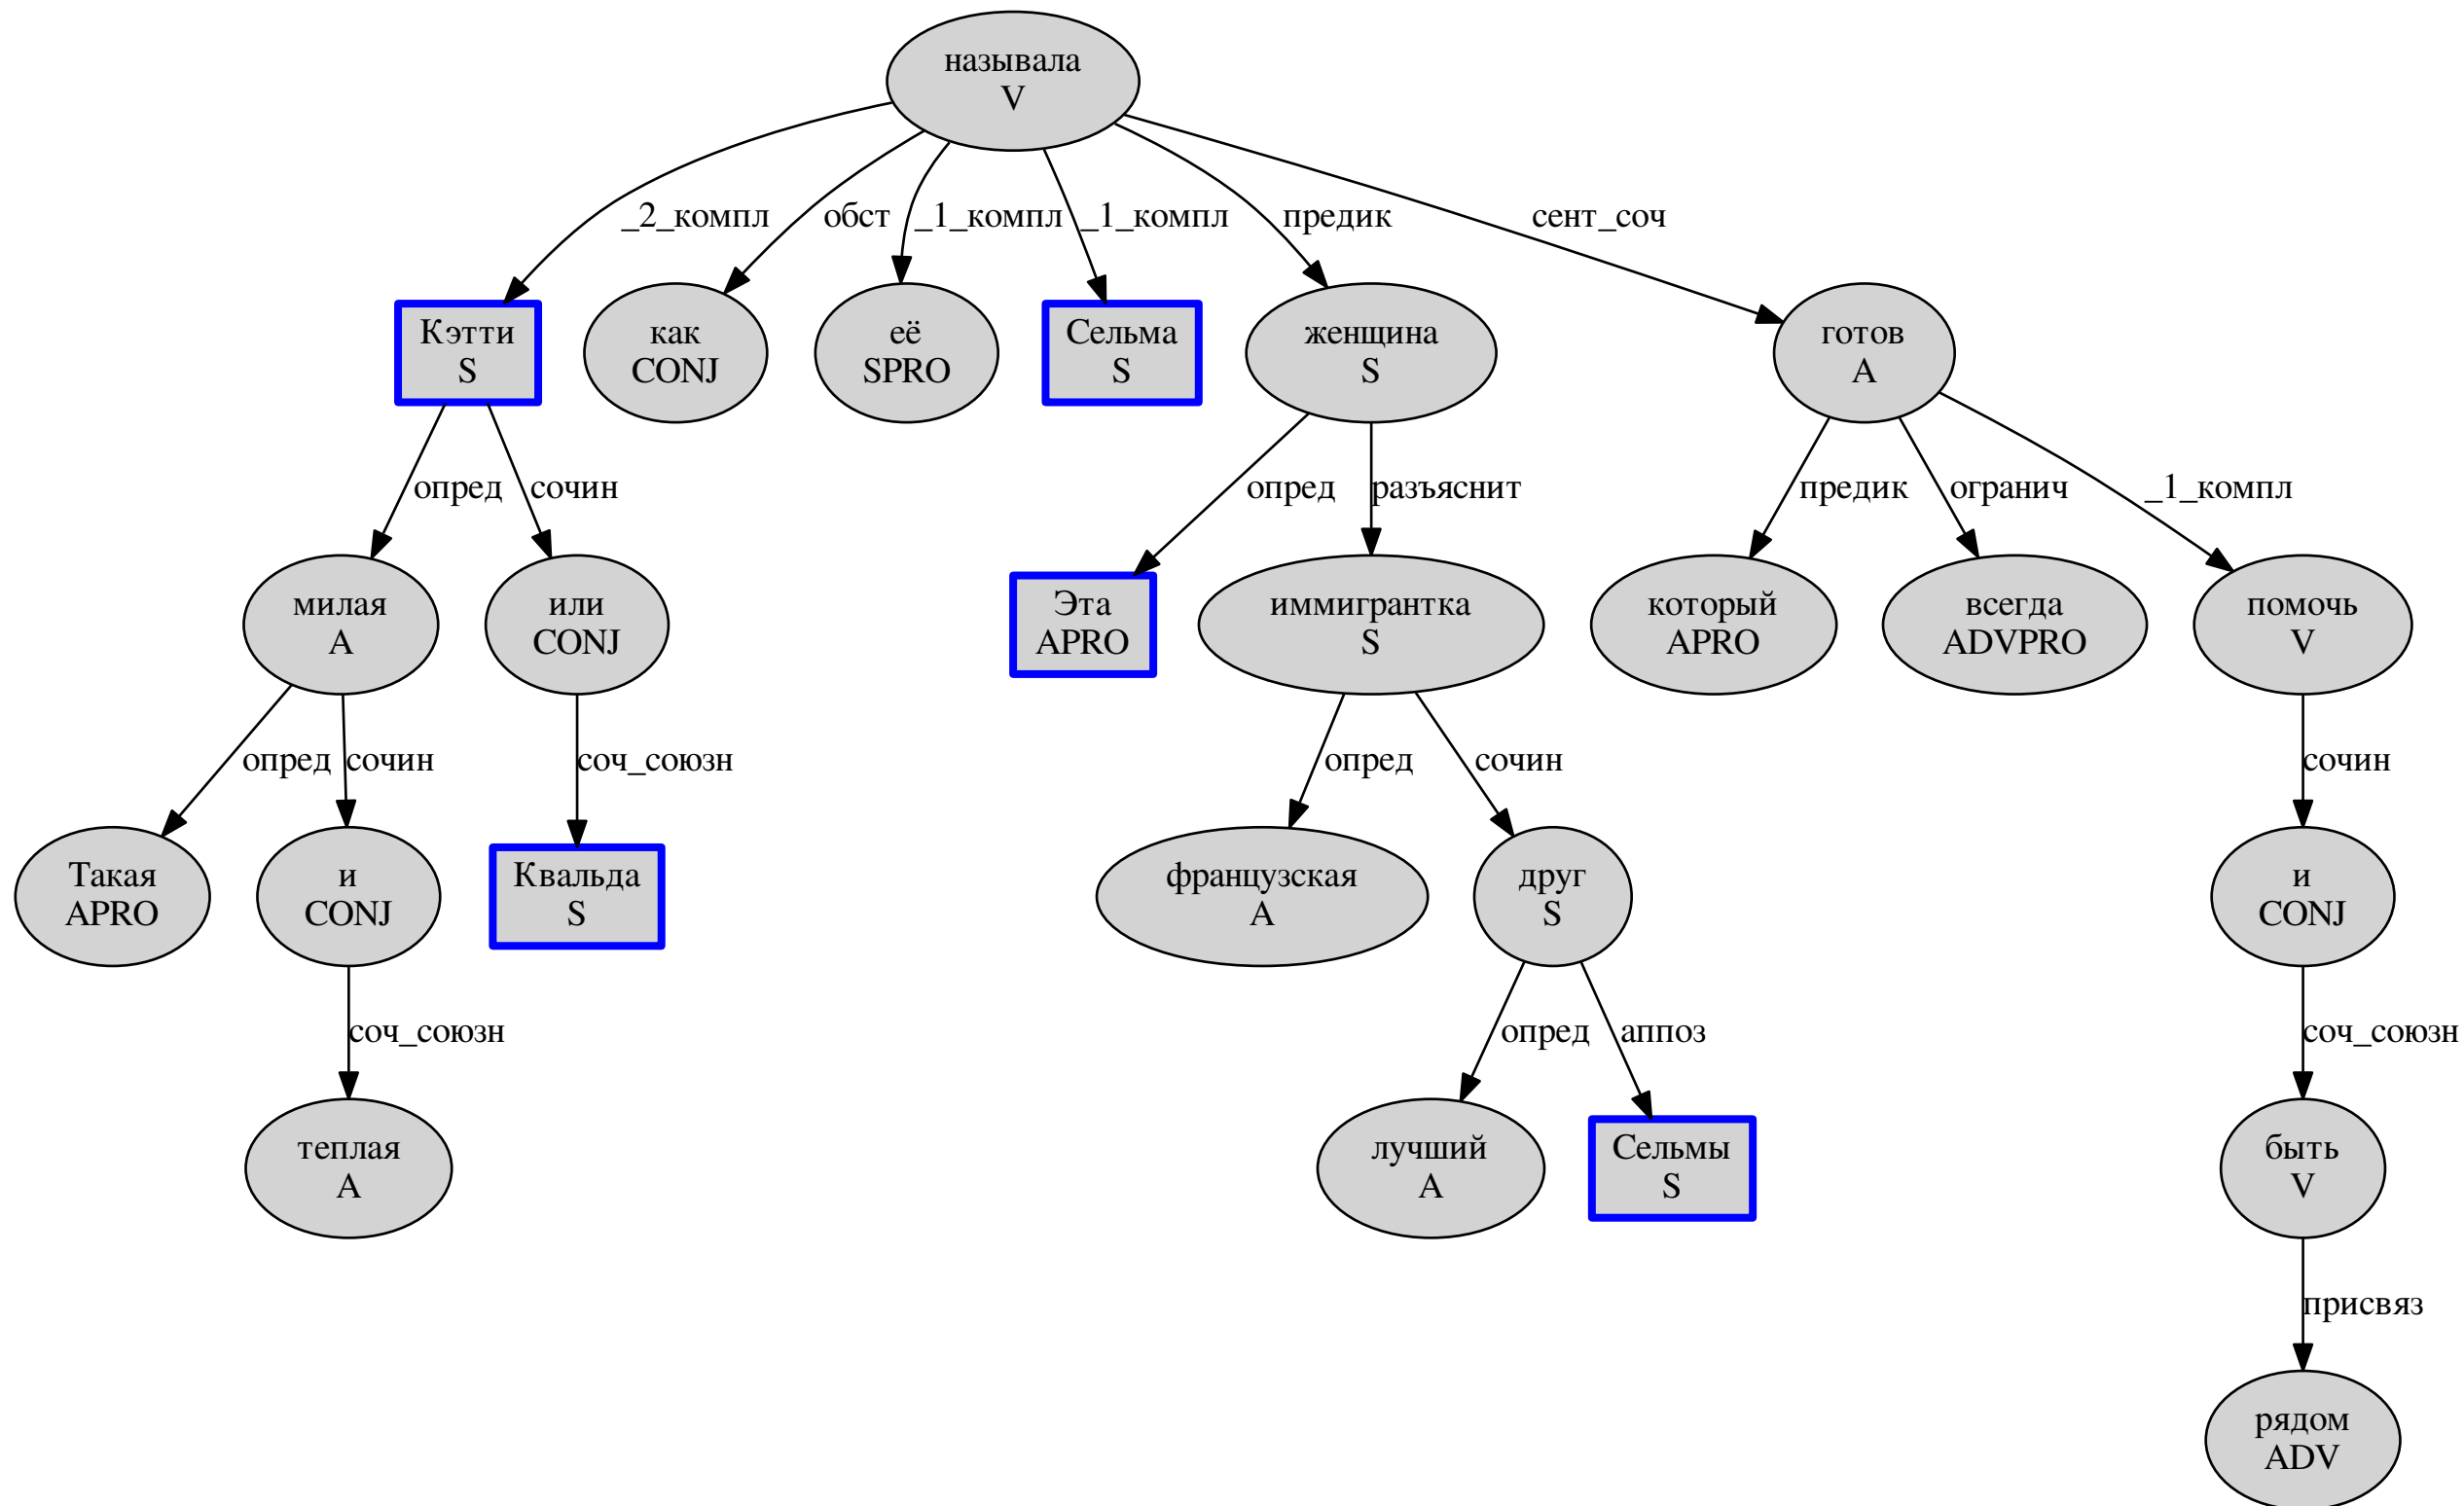 называла
V
_2_компл
обст
_1_компл
_1_компл
предик
сент_соч
Кэтти
S
как
CONJ
её
SPRO
Сельма
S
женщина
S
готов
A
опред
сочин
опред
разъяснит
предик
огранич
_1_компл
милая
A
или
CONJ
Эта
APRO
иммигрантка
S
который
APRO
всегда
ADVPRO
помочь
V
опред
сочин
соч_союзн
опред
сочин
сочин
Такая
APRO
и
CONJ
Квальда
S
французская
A
друг
S
и
CONJ
соч_союзн
опред
аппоз
соч_союзн
теплая
A
лучший
A
Сельмы
S
быть
V
присвяз
рядом
ADV